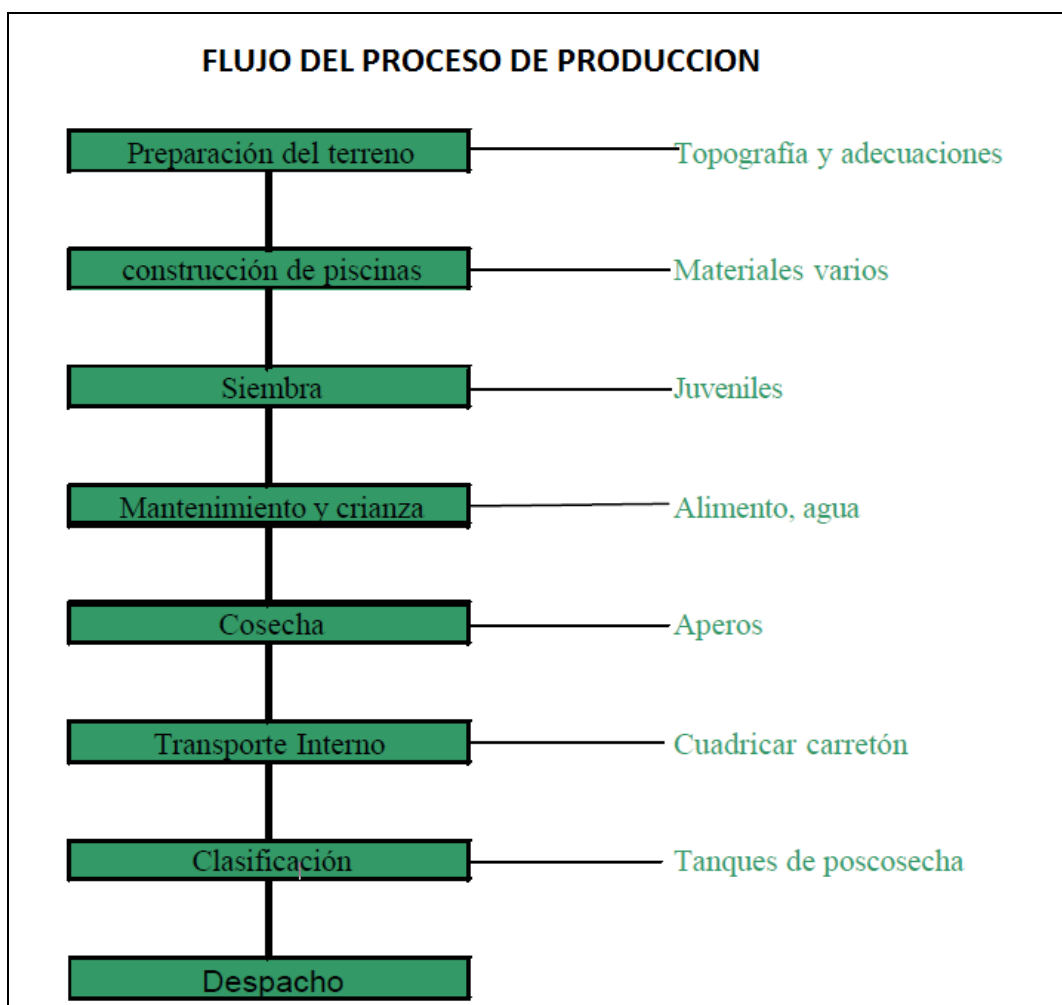 FLUJO DEL PROCESO DE PRODUCCION
Preparación del terreno
Topografía y adecuaciones
construcción de piscinas
Materiales varios
Siembra
Juveniles
Mantenimiento y crianza
Alimento, agua
Cosecha
Aperos
Transporte Interno
Cuadricar carretón
Clasificación
Tanques de poscosecha
Despacho